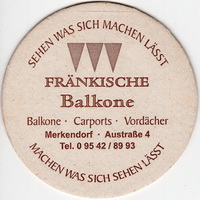 SEHEN WAS SICH MACHEN LÄSST
FRÄNKISCHE
Balkone
Balkone · Carports · Vordächer
Merkendorf · Austraße 4
Tel. 0 95 42 / 89 93
MACHEN WAS SICH SEHEN LÄSST